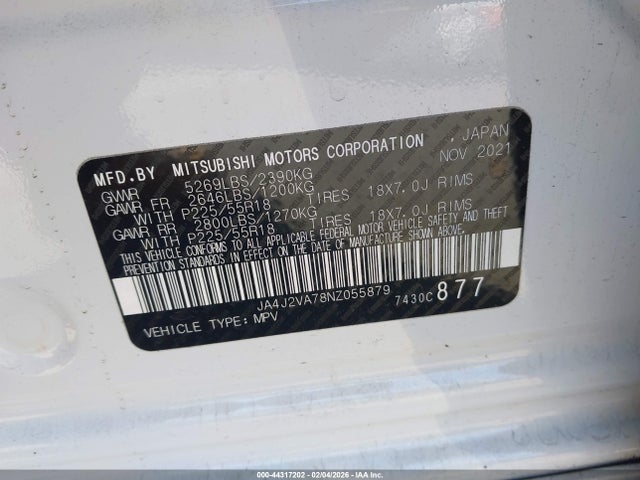 MFD.BY MITSUBISHI MOTORS CORPORATION , JAPAN
NOV 2021
GVWR 5269LBS/2390KG
GAWR FR 2646LBS/1200KG
WITH P225/55R18 TIRES 18X7.0J RIMS
GAWR RR 2800LBS/1270KG
WITH P225/55R18 TIRES 18X7.0J RIMS
THIS VEHICLE CONFORMS TO ALL APPLICABLE FEDERAL MOTOR VEHICLE SAFETY AND THEFT
PREVENTION STANDARDS IN EFFECT ON THE DATE OF MANUFACTURE SHOWN ABOVE.
JA4J2VA78NZ055879
VEHICLE TYPE: MPV 7430C 877
000-44317202 - 02/04/2026 - IAAI.COM